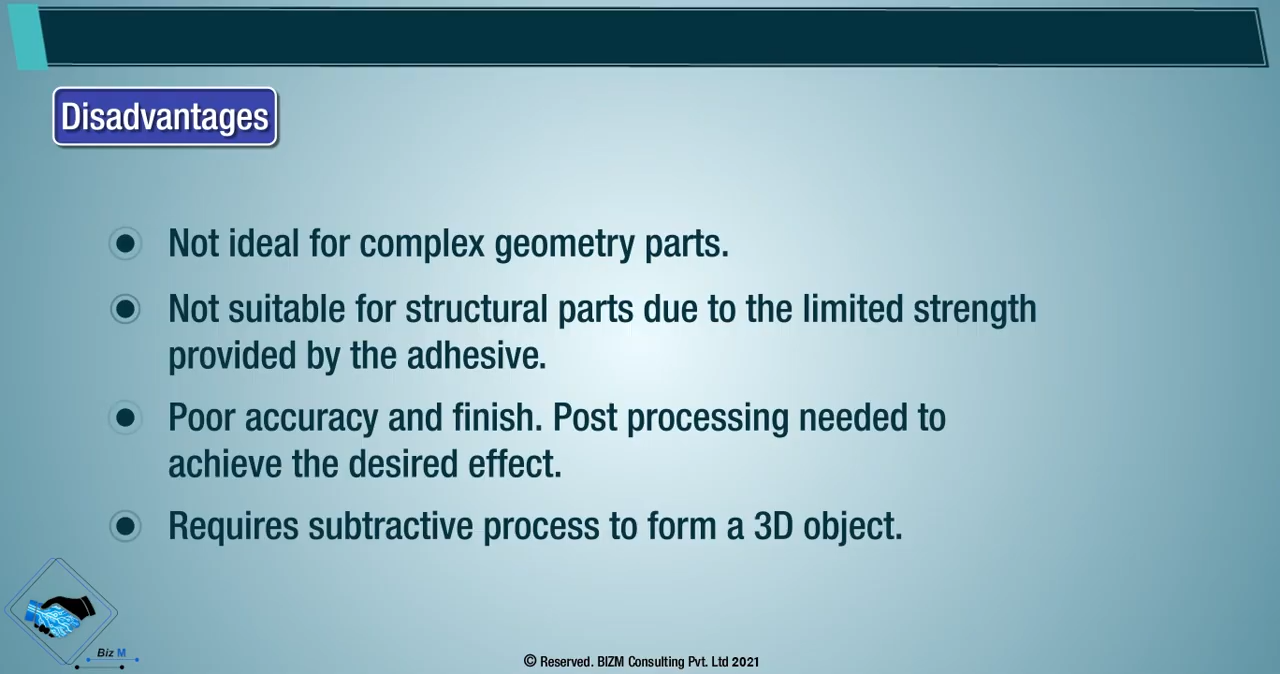 Disadvantages
Not ideal for complex geometry parts.
Not suitable for structural parts due to the limited strength
provided by the adhesive.
Poor accuracy and finish. Post processing needed to
achieve the desired effect.
Requires subtractive process to form a 3D object.
Biz M
© Reserved. BIZM Consulting Pvt. Ltd 2021